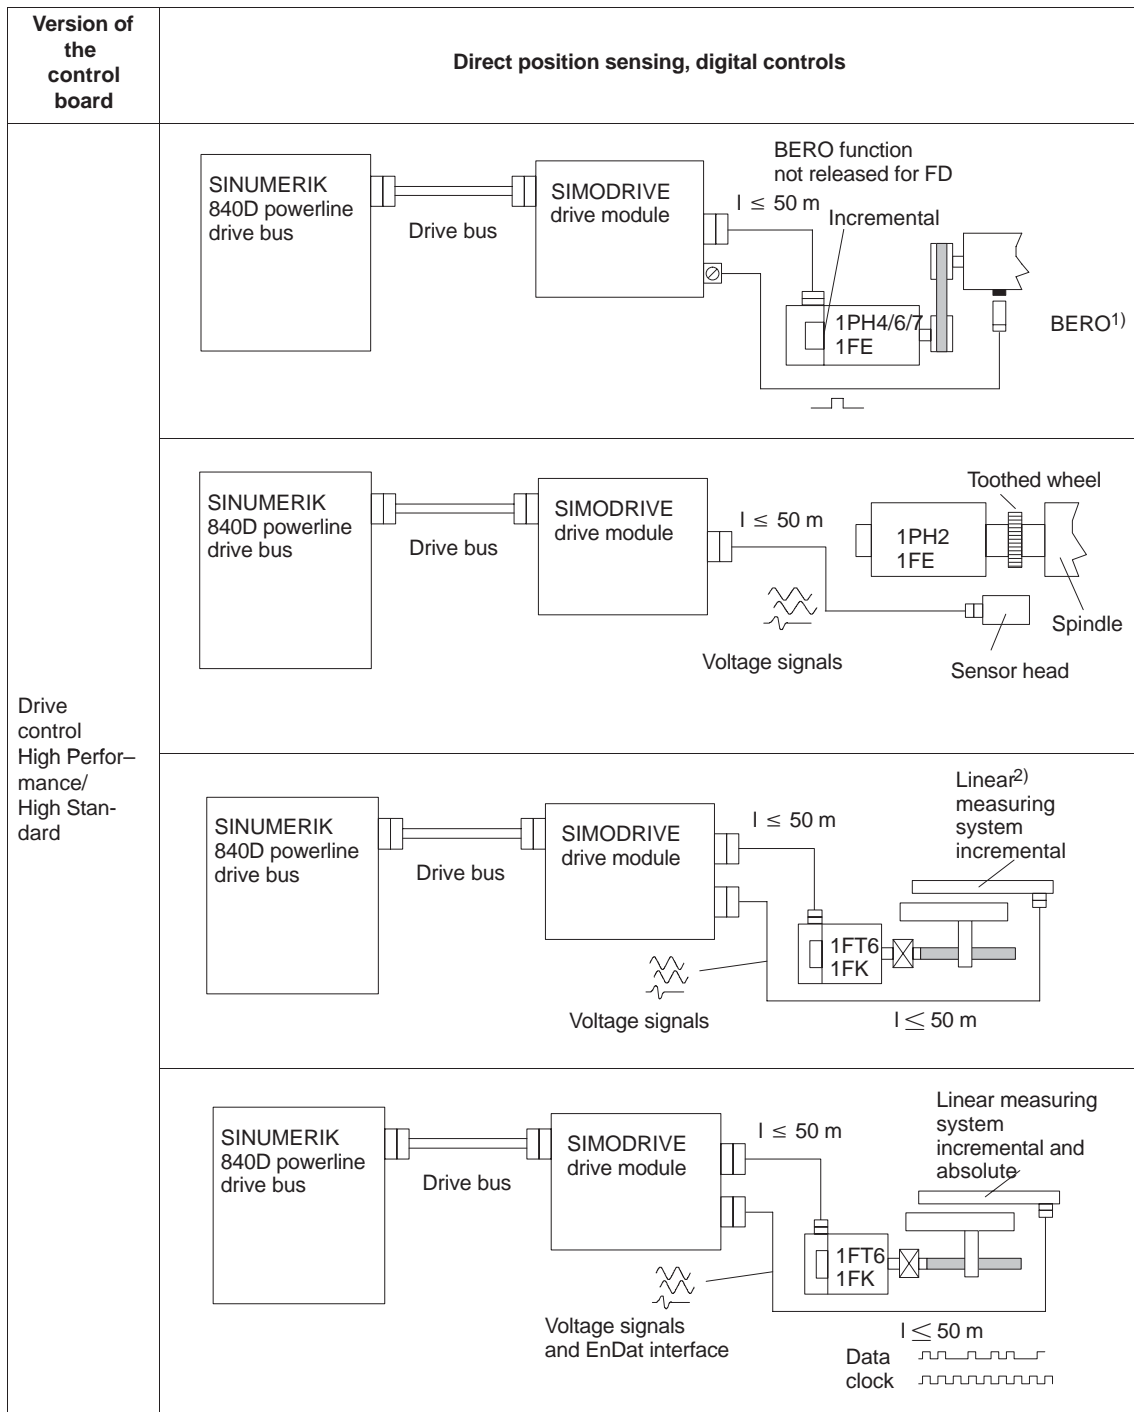 Version of
the
control
board
Direct position sensing, digital controls
Drive
control
High Perfor–
mance/
High Stan-
dard
SINUMERIK
840D powerline
drive bus
Drive bus
SIMODRIVE
drive module
BERO function
not released for FD
l ≤ 50 m
Incremental
1PH4/6/7
1FE
BERO1)
SINUMERIK
840D powerline
drive bus
Drive bus
SIMODRIVE
drive module
l ≤ 50 m
Voltage signals
Toothed wheel
1PH2
1FE
Spindle
Sensor head
SINUMERIK
840D powerline
drive bus
Drive bus
SIMODRIVE
drive module
l ≤ 50 m
Linear2)
measuring
system
incremental
1FT6
1FK
Voltage signals
l ≤ 50 m
SINUMERIK
840D powerline
drive bus
Drive bus
SIMODRIVE
drive module
l ≤ 50 m
Linear measuring
system
incremental and
absolute
1FT6
1FK
Voltage signals
and EnDat interface
l ≤ 50 m
Data
clock